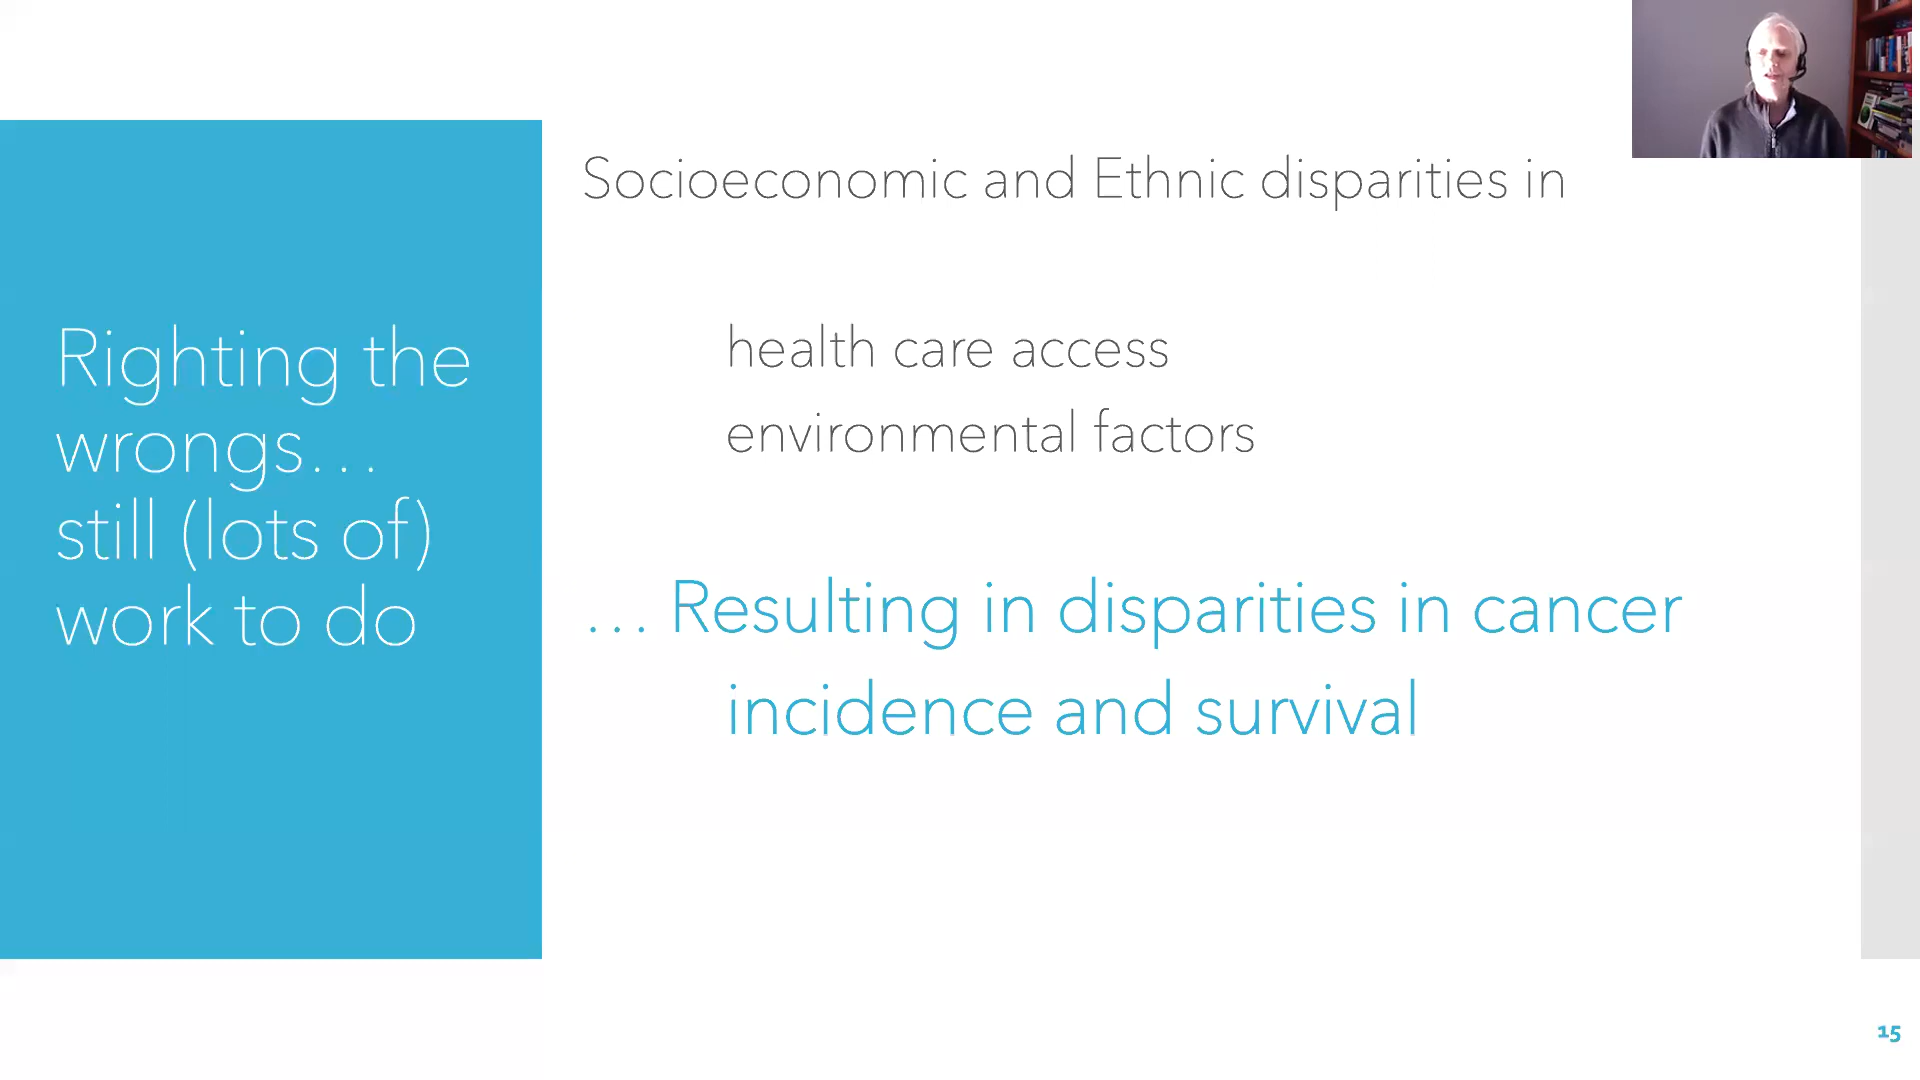 Righting the
wrongs...
still (lots of)
work to do
Socioeconomic and Ethnic disparities in
health care access
environmental factors
... Resulting in disparities in cancer
incidence and survival
15